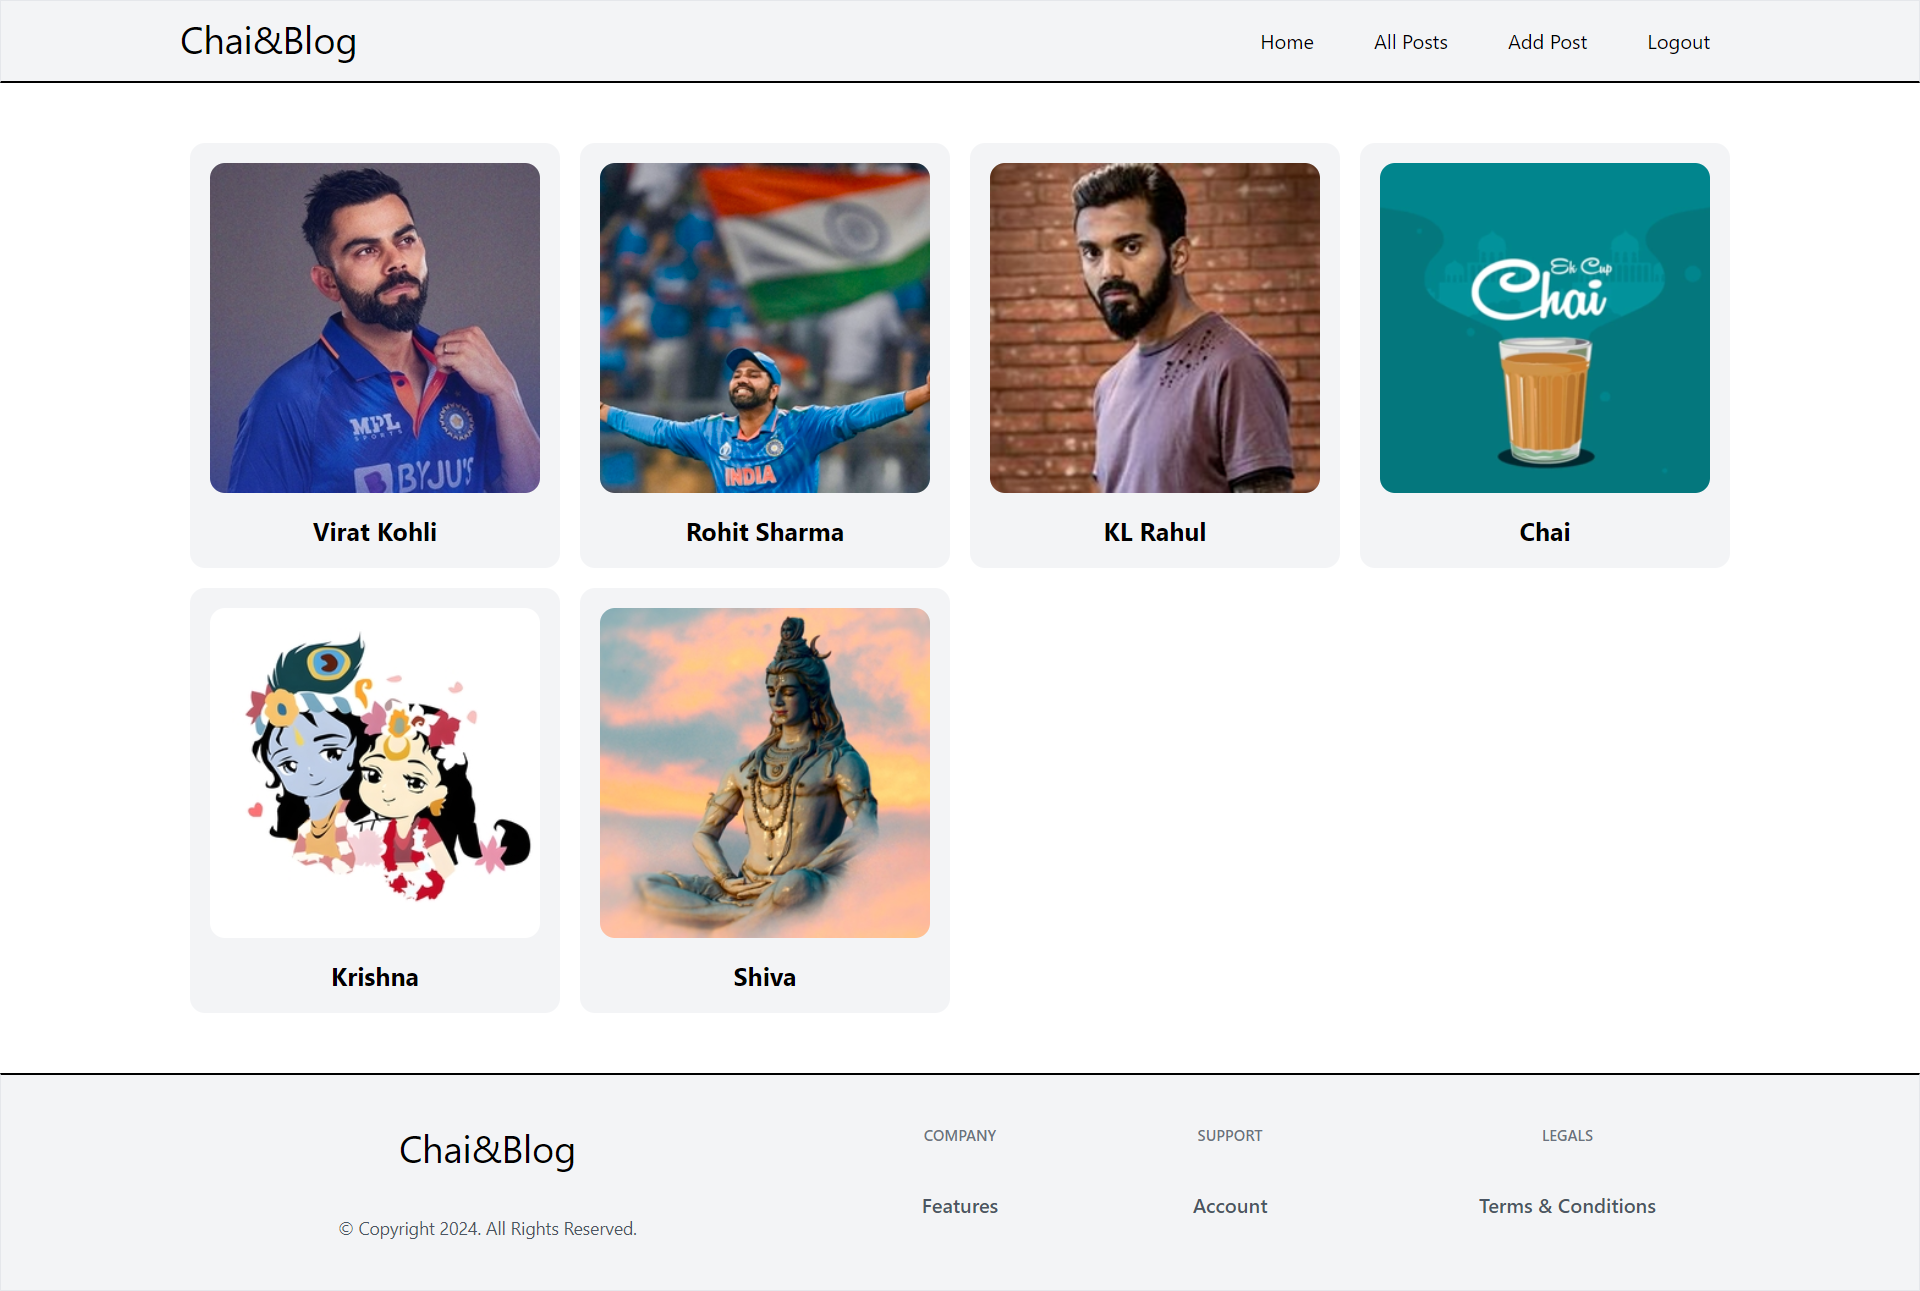 Chai&Blog
Home
All Posts
Add Post
Logout
MPL
SPORTS
BYJU'S
INDIA
Ek Cup
Chai
Virat Kohli
Rohit Sharma
KL Rahul
Chai
Krishna
Shiva
Chai&Blog
© Copyright 2024. All Rights Reserved.
COMPANY
Features
SUPPORT
Account
LEGALS
Terms & Conditions